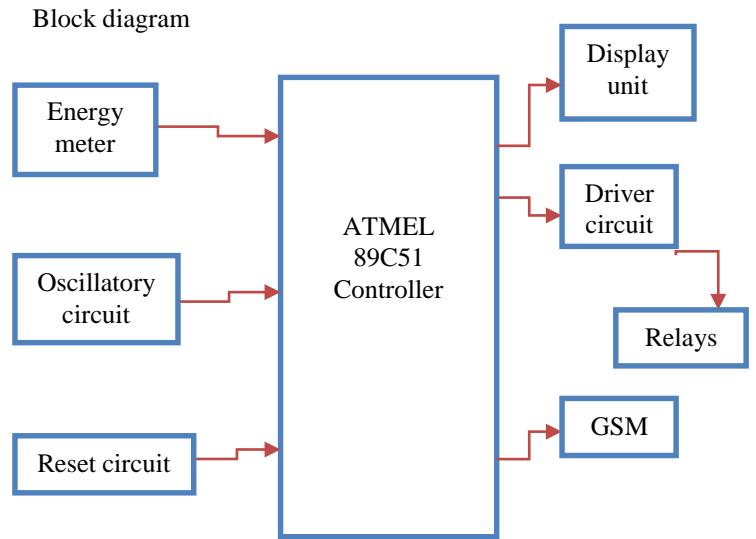 Block diagram
Energy
meter
Oscillatory
circuit
Reset circuit
ATMEL
89C51
Controller
Display
unit
Driver
circuit
Relays
GSM